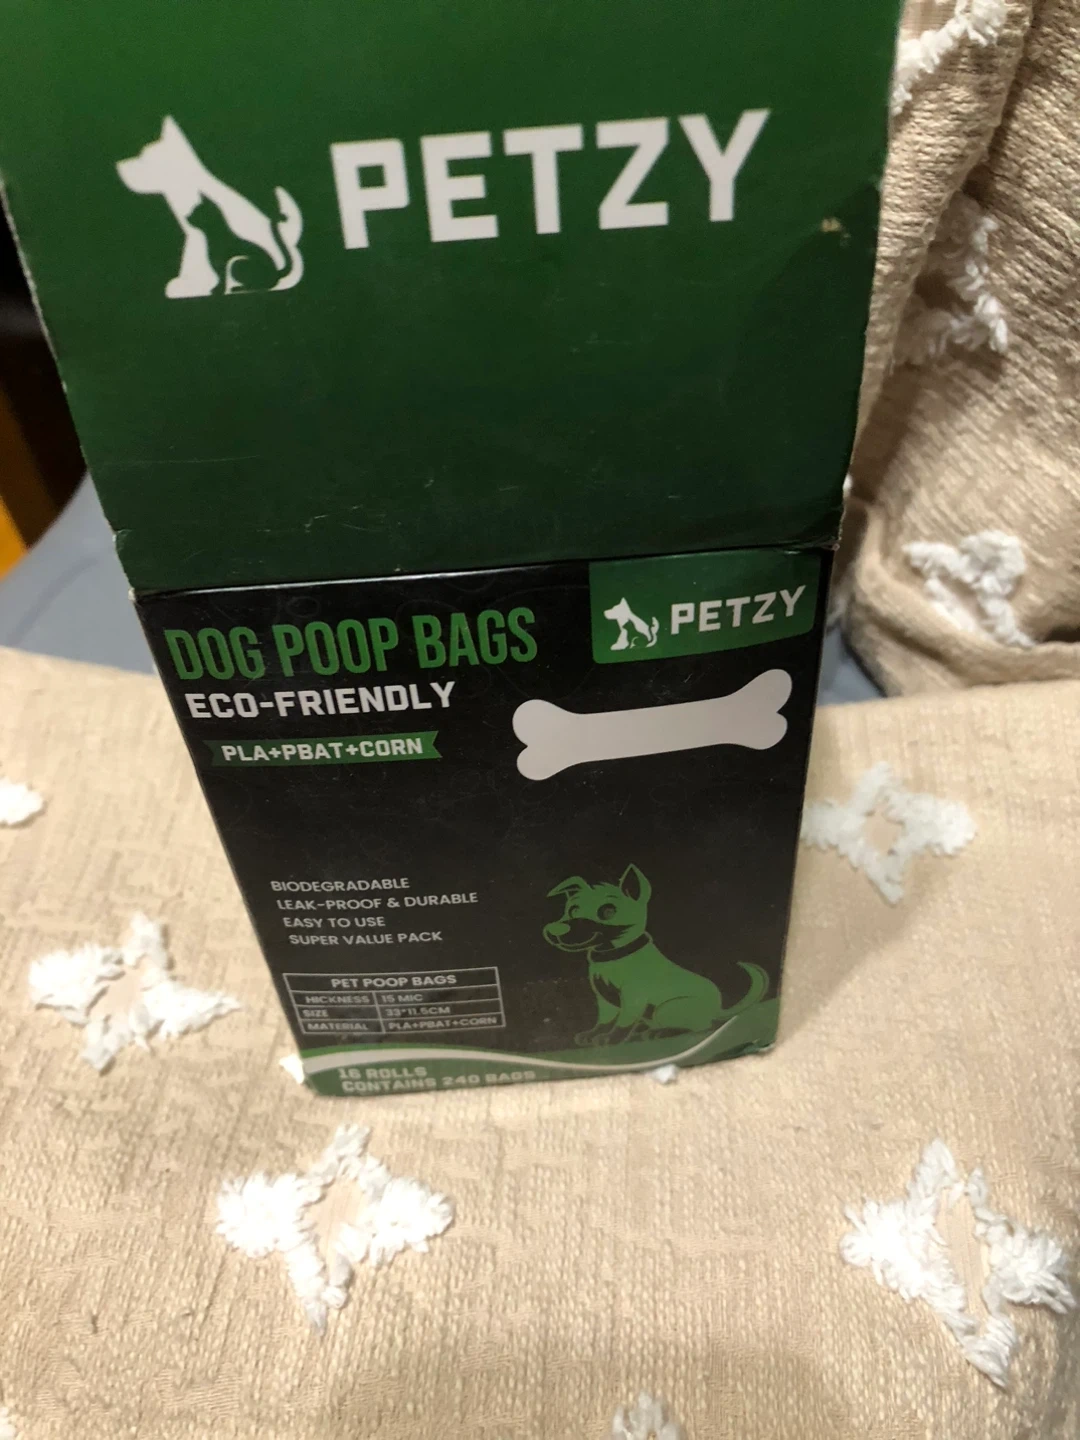 PETZY
DOG POOP BAGS
PETZY
ECO-FRIENDLY
PLA+PBAT+CORN
BIODEGRADABLE
LEAK-PROOF & DURABLE
EASY TO USE
SUPER VALUE PACK
PET POOP BAGS
HICKNESS 15 MIC
SIZE 33*11.5CM
MATERIAL PLA+PBAT+CORN
16 ROLLS
CONTAINS 240 BAGS